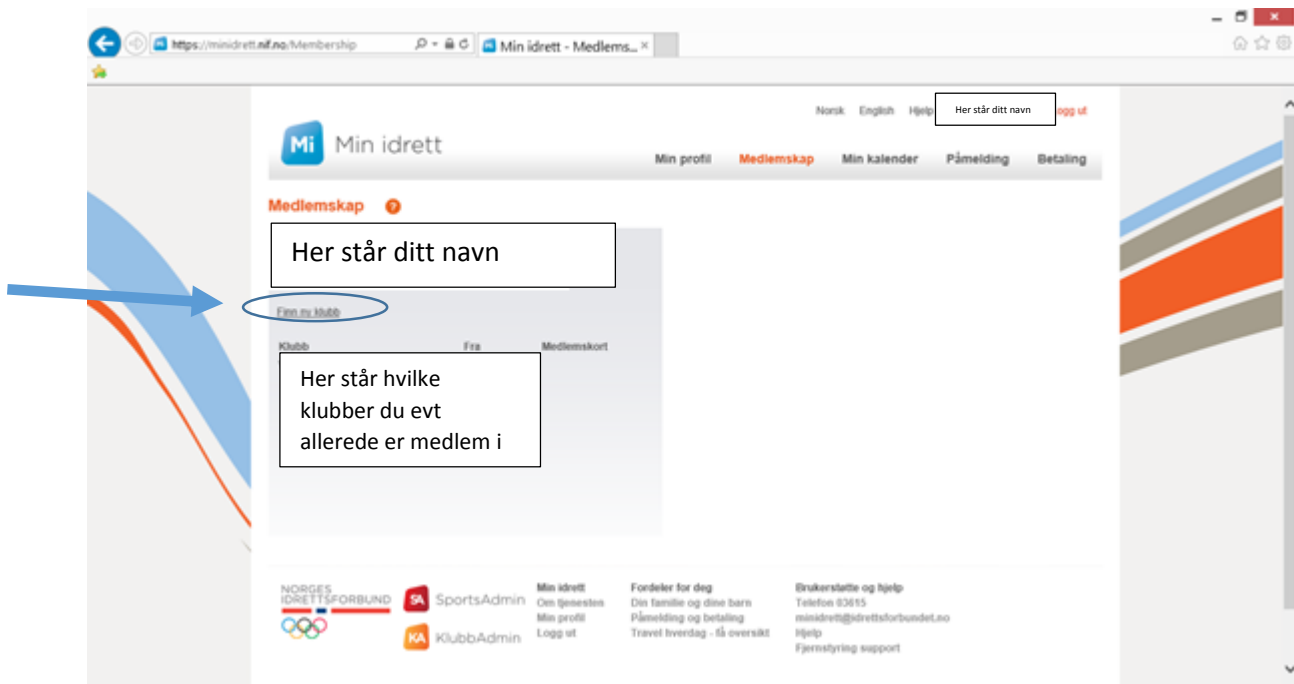 https://minidrett.nif.no/Membership
Min idrett - Medlems...
Norsk English Hjelp Her står ditt navn ogg ut
Mi Min idrett
Min profil Medlemskap Min kalender Påmelding Betaling
Medlemskap ?
Her står ditt navn
Finn ny klubb
Klubb Fra Medlemskort
Her står hvilke
klubber du evt
allerede er medlem i
NORGES
IDRETTSFORBUND
SA SportsAdmin
KA KlubbAdmin
Min idrett
Om tjenesten
Min profil
Logg ut
Fordeler for deg
Din familie og dine barn
Påmelding og betaling
Travel hverdag - få oversikt
Brukerstøtte og hjelp
Telefon 03615
minidrett@idrettsforbundet.no
Hjelp
Fjernstyring support